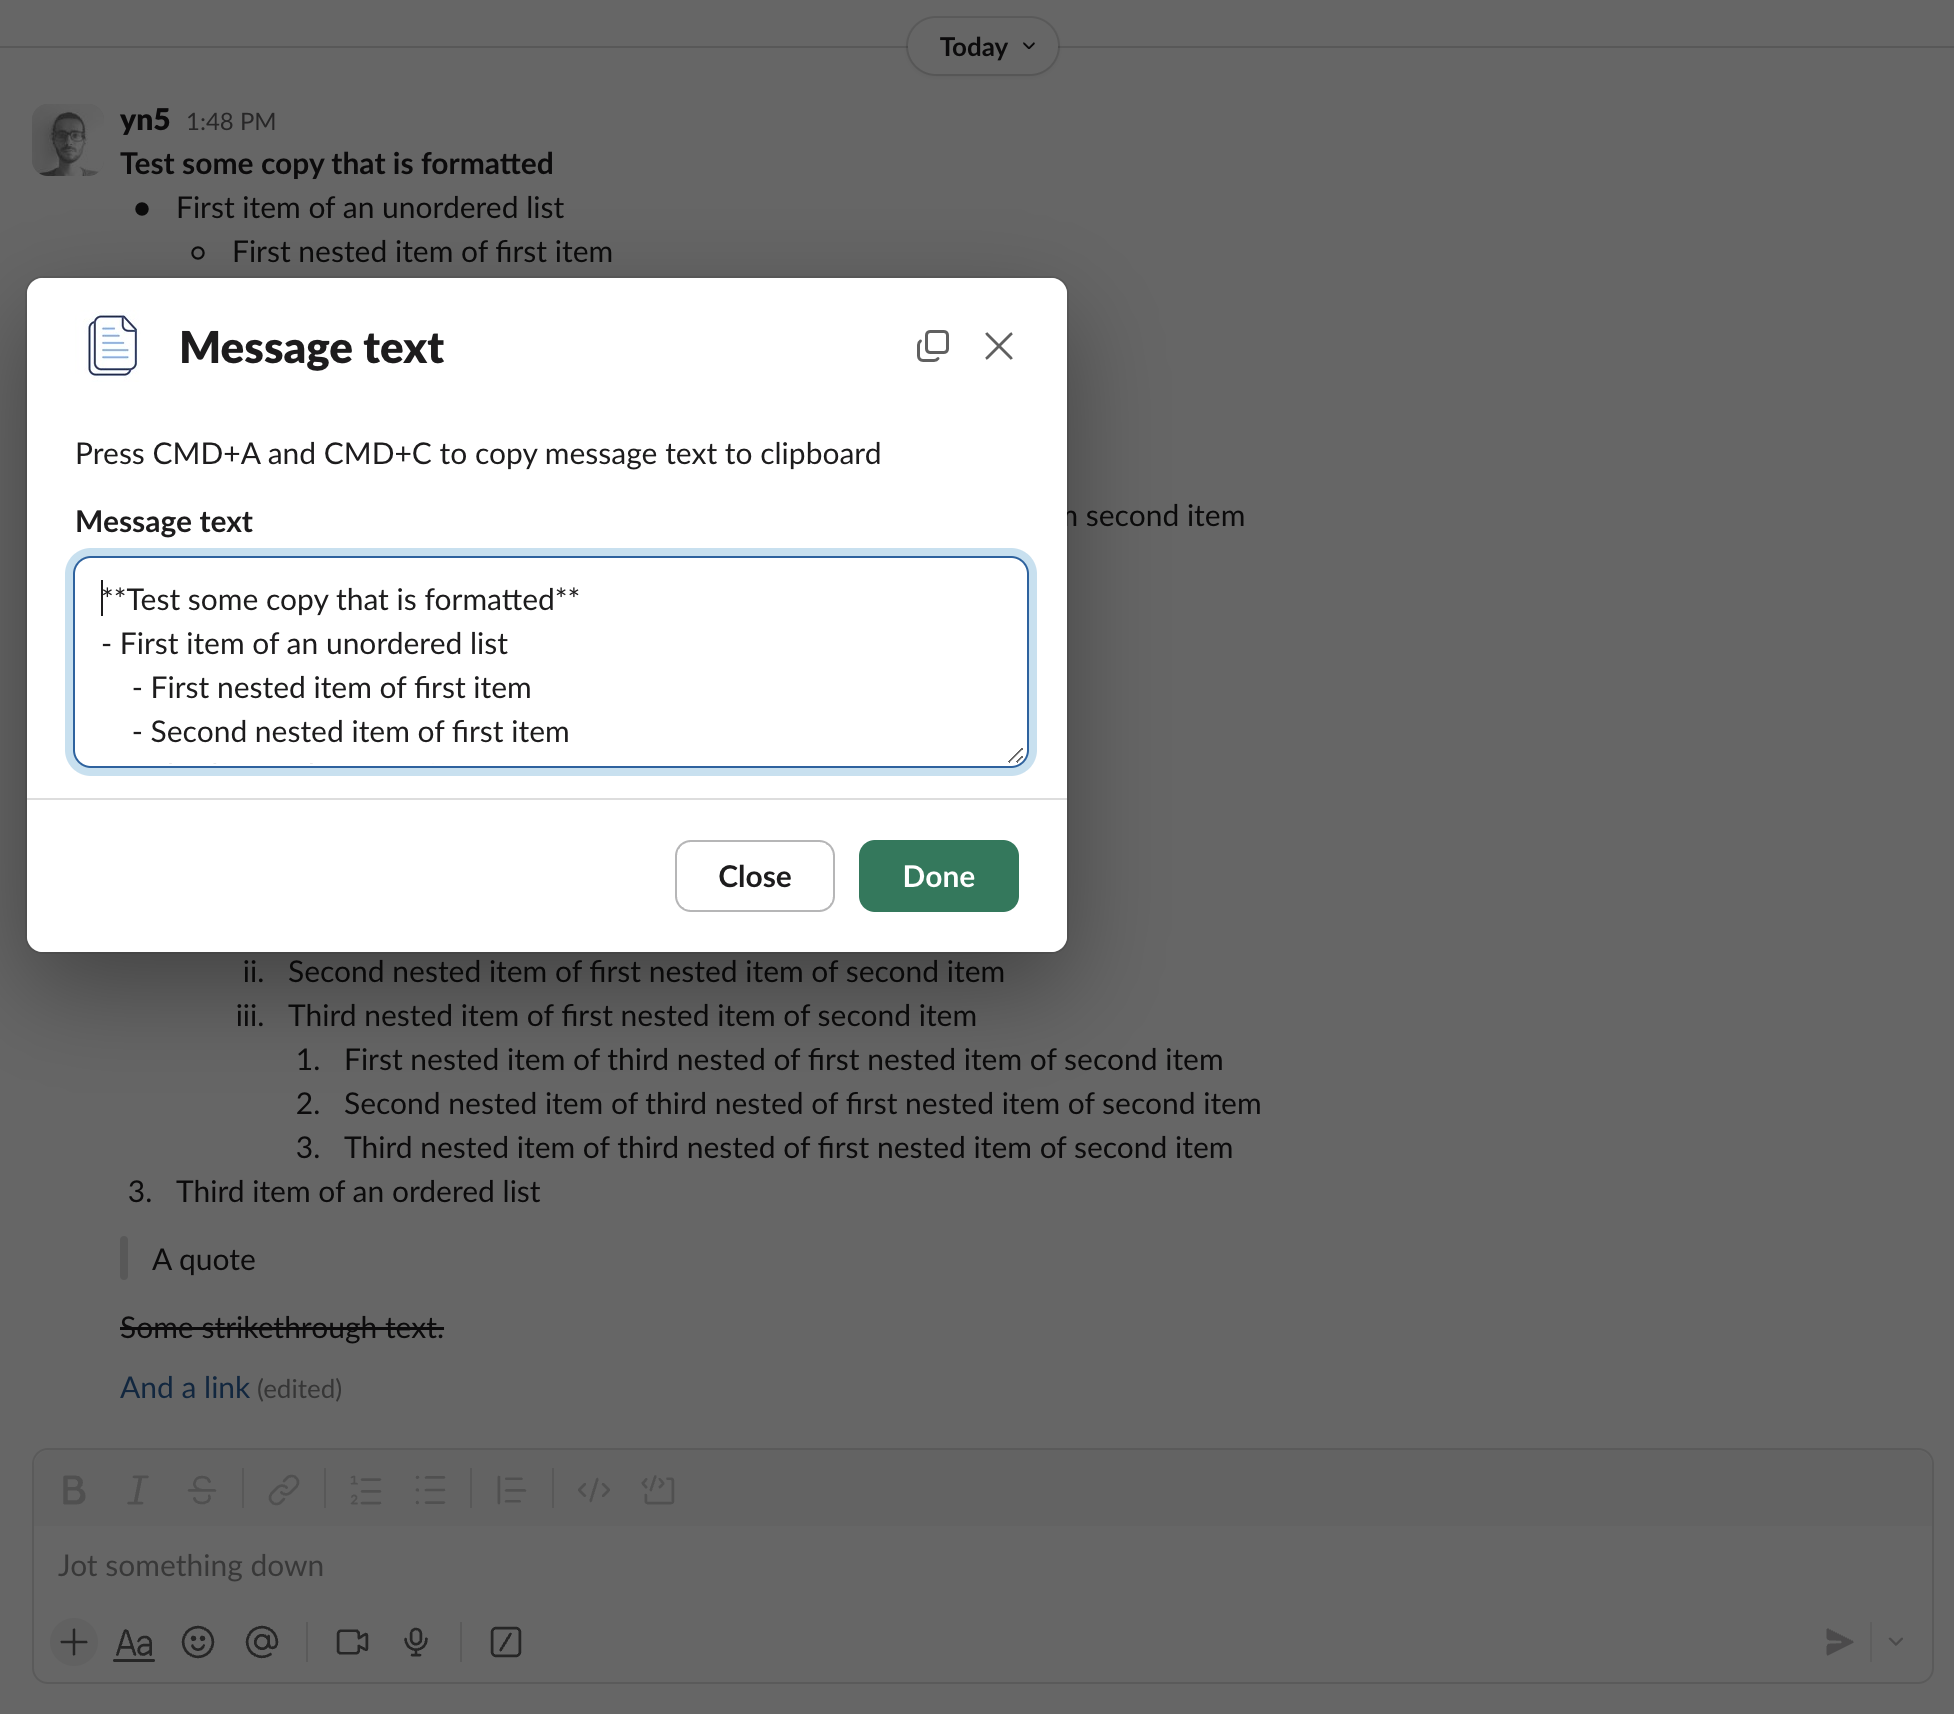 Today
yn5 1:48 PM
Test some copy that is formatted
• First item of an unordered list
◦ First nested item of first item
Message text
Press CMD+A and CMD+C to copy message text to clipboard
Message text
second item
**Test some copy that is formatted**
- First item of an unordered list
- First nested item of first item
- Second nested item of first item
Close Done
ii. Second nested item of first nested item of second item
iii. Third nested item of first nested item of second item
1. First nested item of third nested of first nested item of second item
2. Second nested item of third nested of first nested item of second item
3. Third nested item of third nested of first nested item of second item
3. Third item of an ordered list
A quote
Some strikethrough text.
And a link (edited)
B I S
Jot something down
Aa